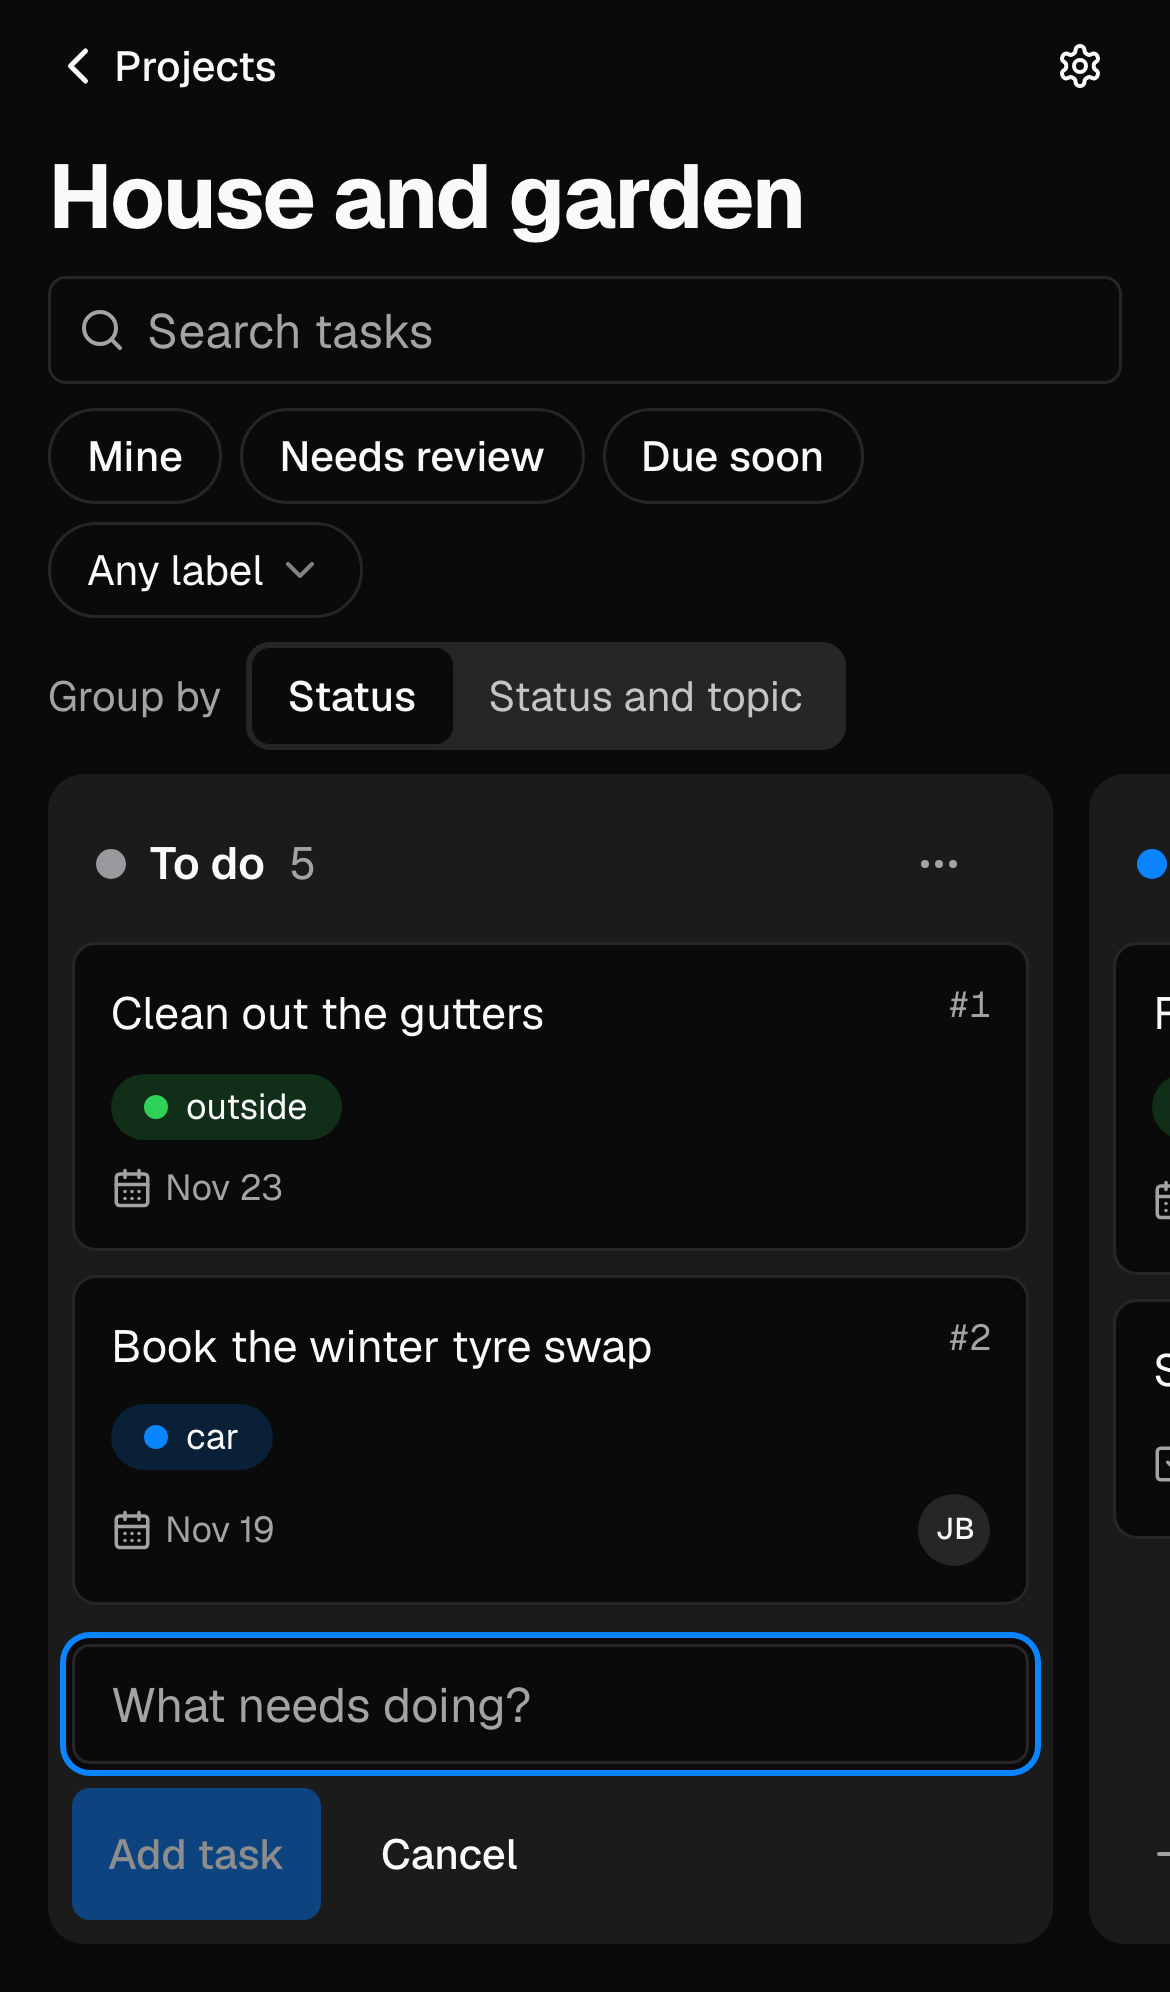 Projects
House and garden
Search tasks
Mine
Needs review
Due soon
Any label
Group by
Status
Status and topic
To do 5
Clean out the gutters
#1
outside
Nov 23
Book the winter tyre swap
#2
car
Nov 19
JB
What needs doing?
Add task
Cancel